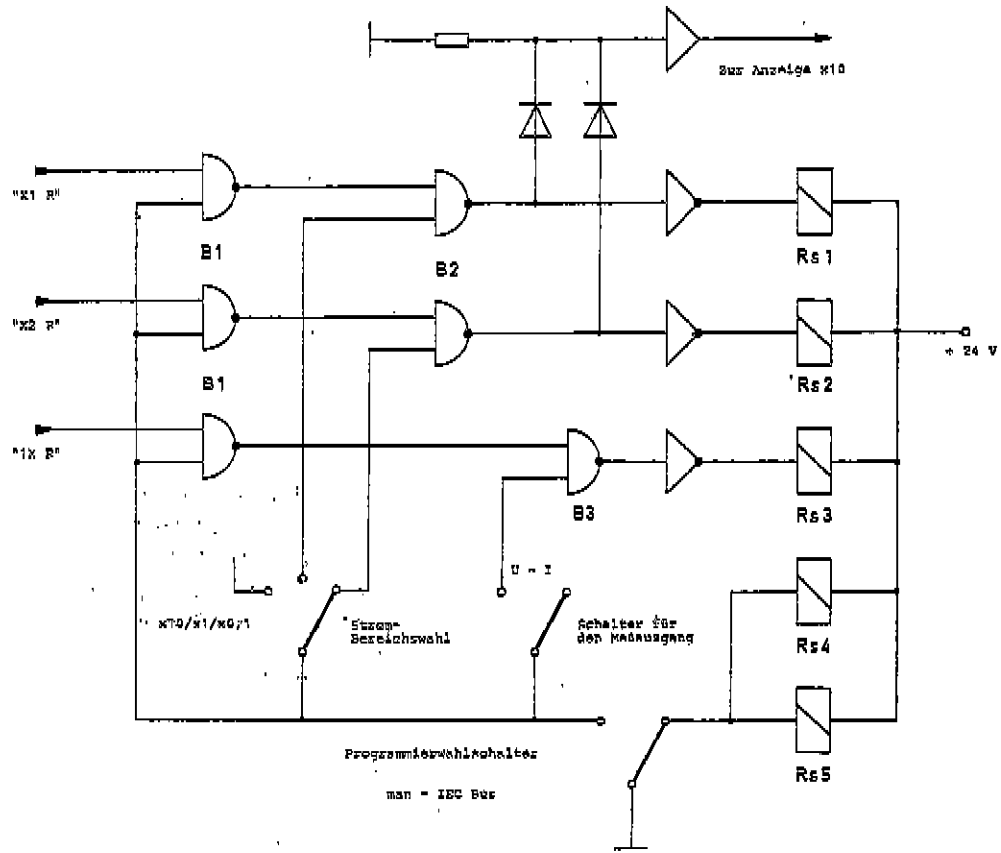 Zur Anzeige X10
"X1 R"
B1
B2
Rs1
"X2 R"
B1
Rs2
+ 24 V
"1X R"
B3
Rs3
U - I
x10/x1/x0,1
Strom-
Bereichswahl
Schalter für
den Meßausgang
Rs4
Programmierwahlschalter
man - IEC Bus
Rs5